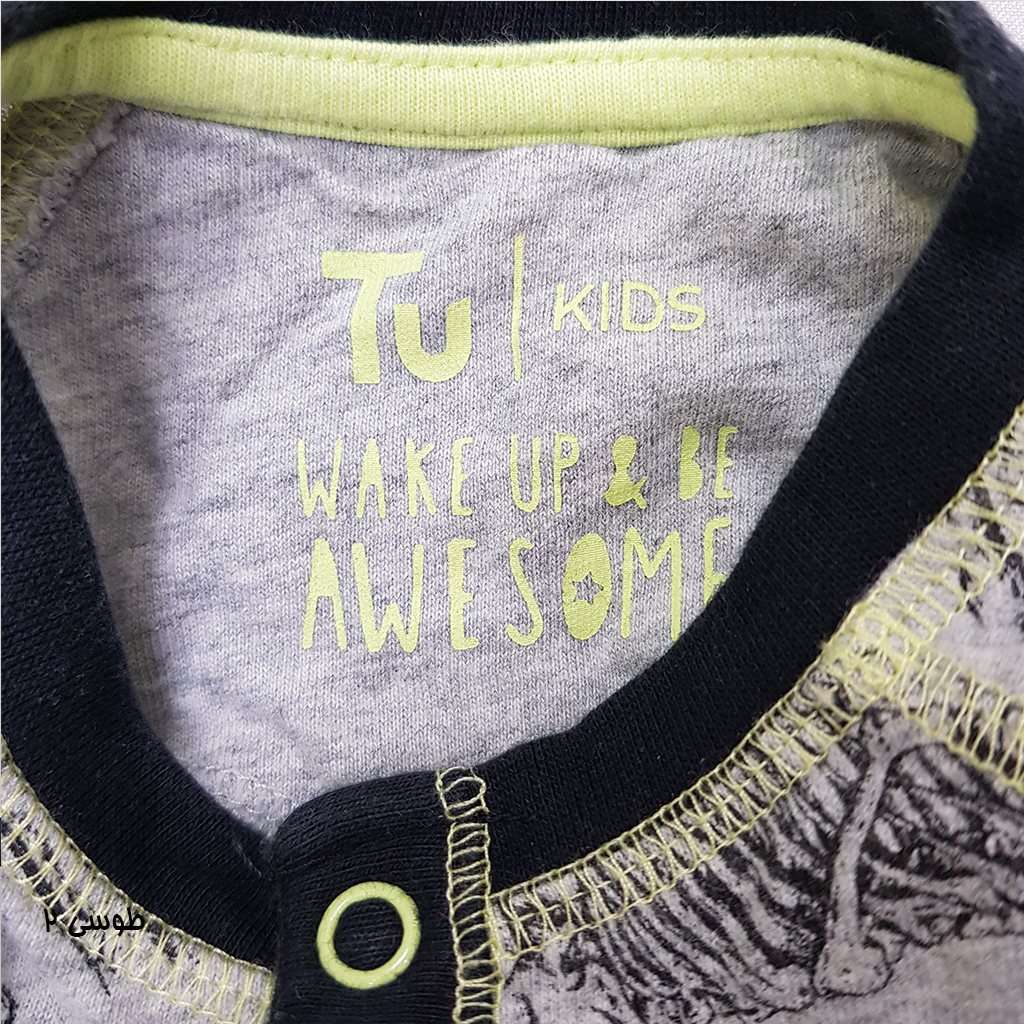 Tu | KIDS
WAKE UP & BE
AWESOME
طوسی ۲